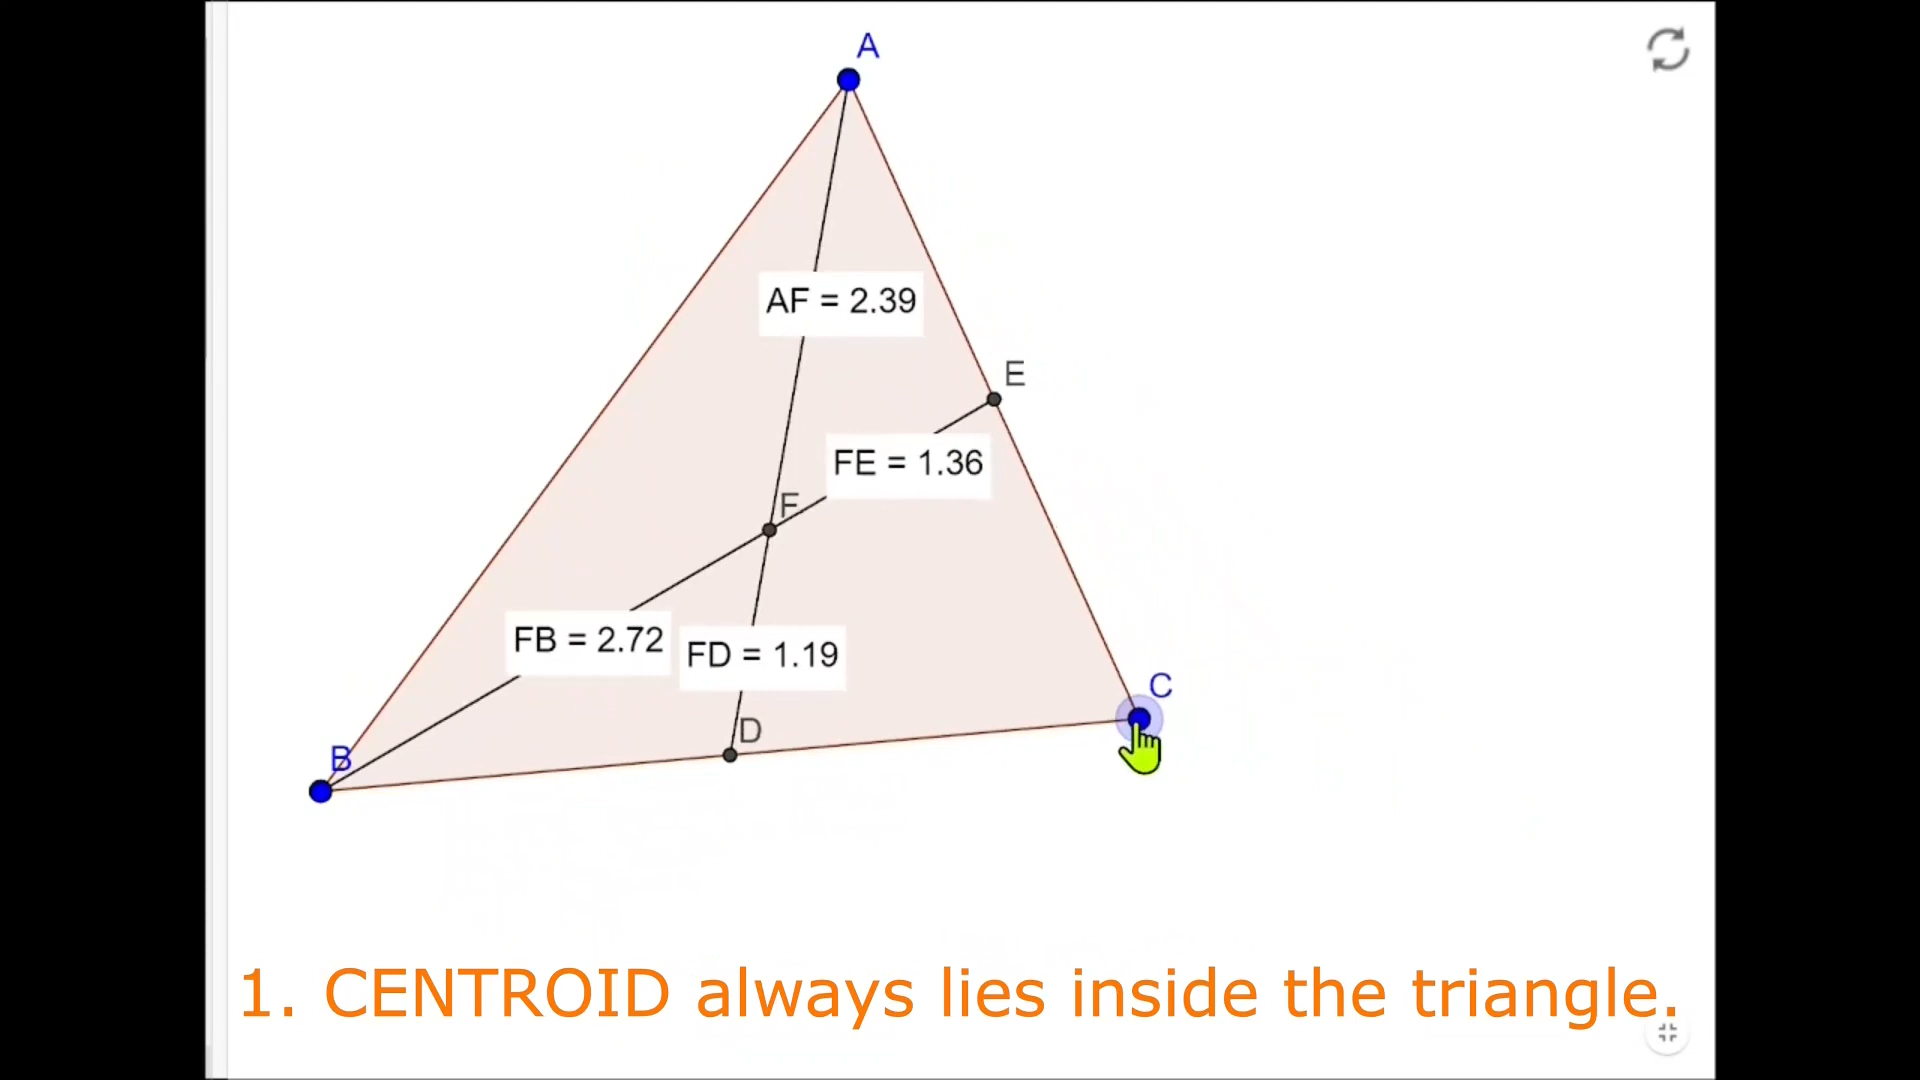 A
AF = 2.39
E
FE = 1.36
F
FB = 2.72
FD = 1.19
C
D
B
1. CENTROID always lies inside the triangle.